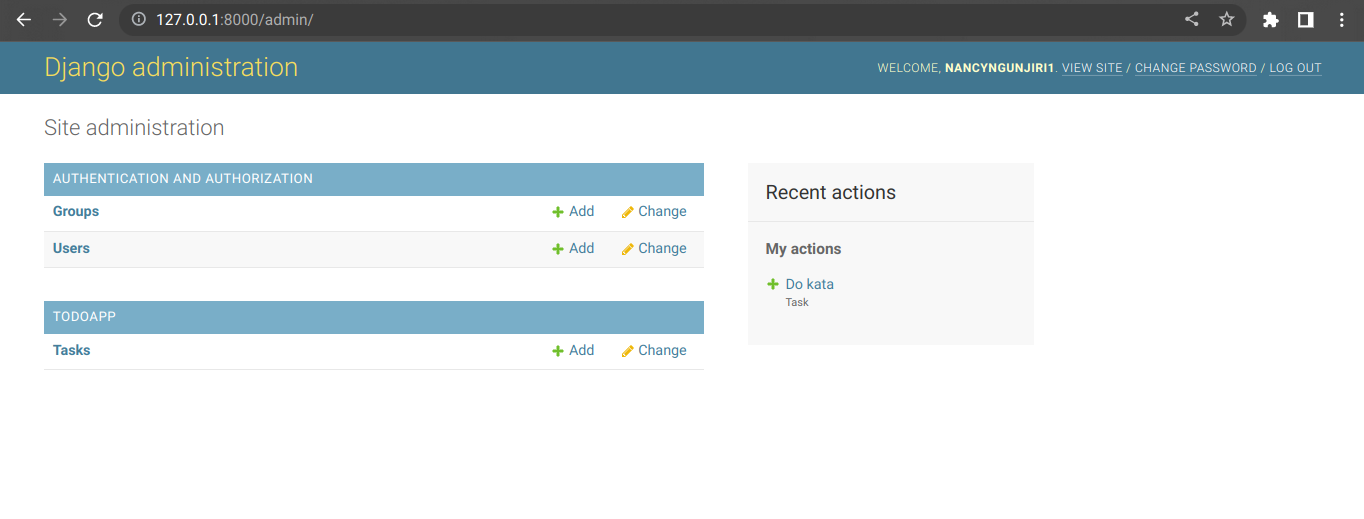 127.0.0.1:8000/admin/
Django administration
WELCOME, NANCYNGUNJIRI1. VIEW SITE / CHANGE PASSWORD / LOG OUT
Site administration
AUTHENTICATION AND AUTHORIZATION
Groups Add Change
Users Add Change
TODOAPP
Tasks Add Change
Recent actions
My actions
Do kata
Task